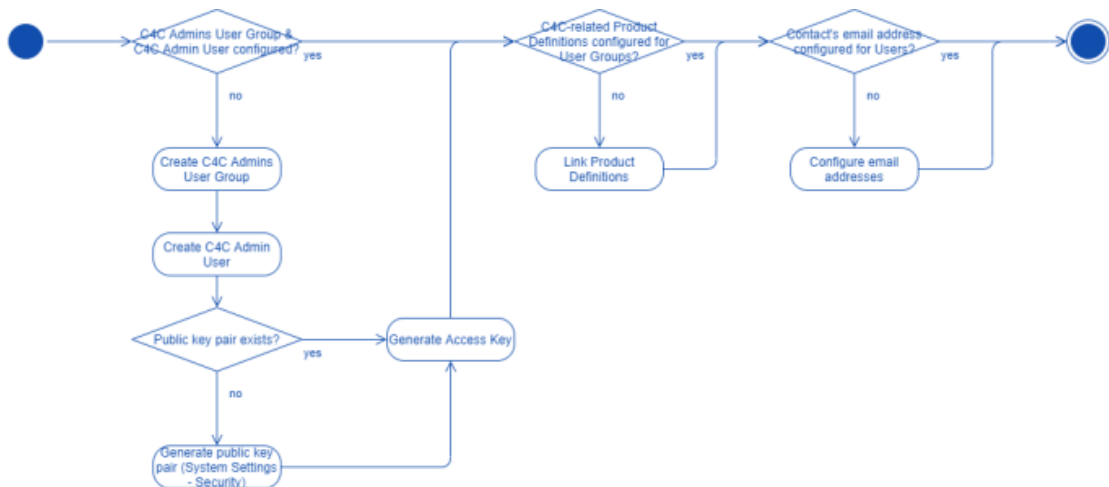 C4C Admins User Group &
C4C Admin User configured?
yes
no
Create C4C Admins
User Group
Create C4C Admin
User
Public key pair exists?
yes
no
Generate public key
pair (System Settings
- Security)
Generate Access Key
C4C-related Product
Definitions configured for
User Groups?
yes
no
Link Product
Definitions
Contact's email address
configured for Users?
yes
no
Configure email
addresses